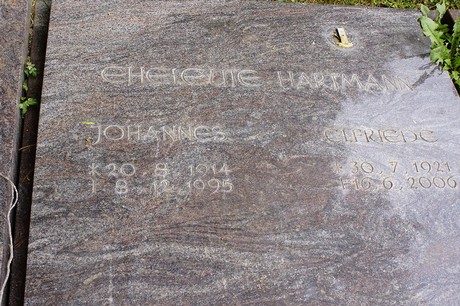 EHELEUTE HARTMANN
JOHANNES ELFRIEDE
* 20. 8. 1914 * 30. 7. 1921
† 8. 12. 1995 † 16. 6. 2006